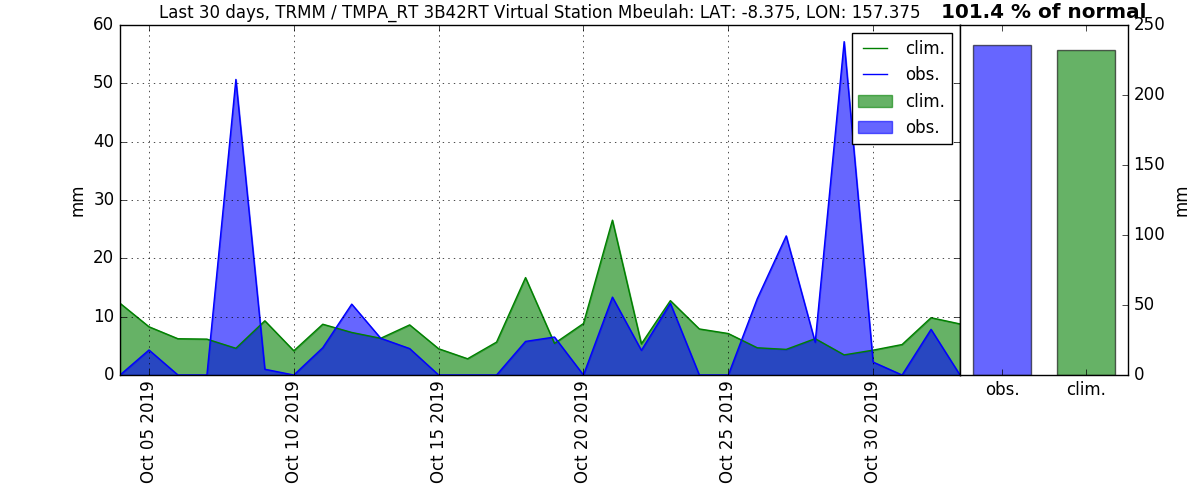 Last 30 days, TRMM / TMPA_RT 3B42RT Virtual Station Mbeulah: LAT: -8.375, LON: 157.375
101.4 % of normal
60
50
40
30
20
10
0
mm
clim.
obs.
clim.
obs.
Oct 05 2019
Oct 10 2019
Oct 15 2019
Oct 20 2019
Oct 25 2019
Oct 30 2019
250
200
150
100
50
0
mm
obs.
clim.